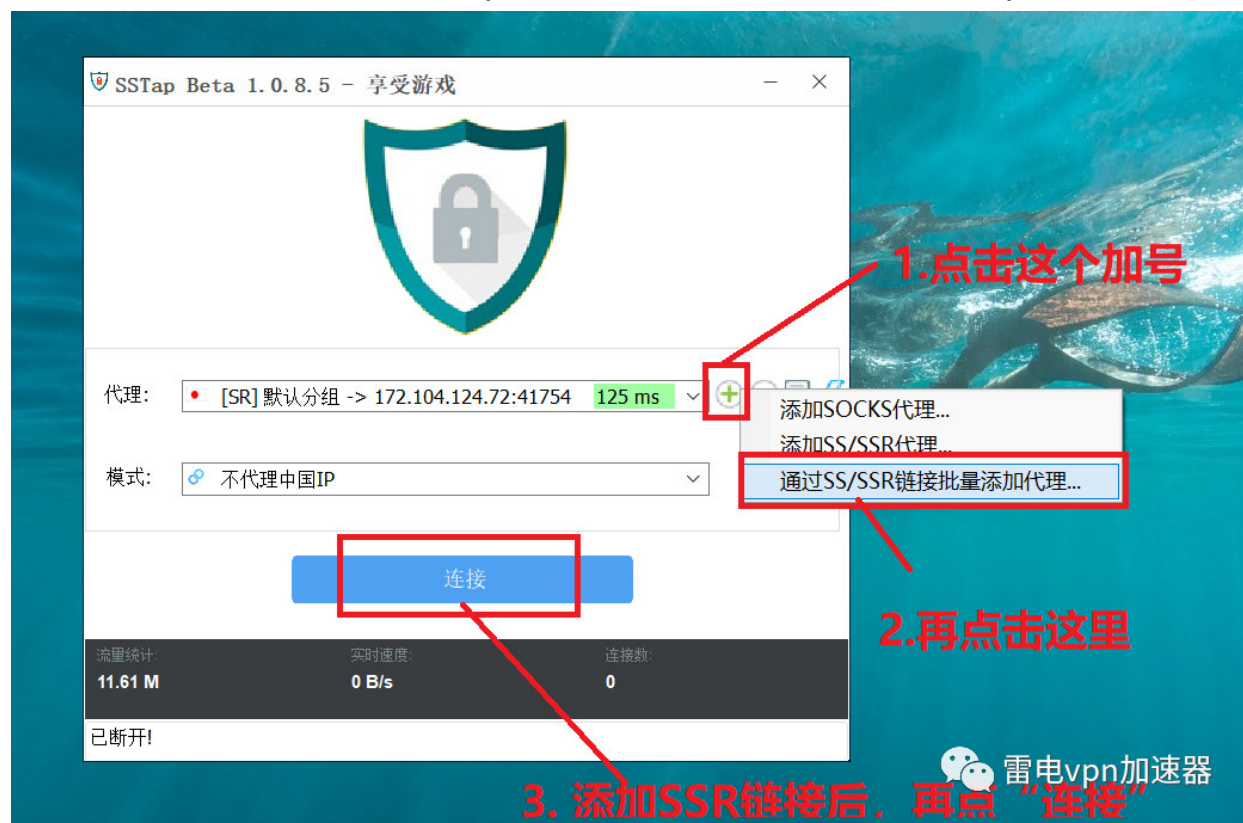 SSTap Beta 1.0.8.5 - 享受游戏
1.点击这个加号
代理:
[SR] 默认分组 -> 172.104.124.72:41754 125 ms
添加SOCKS代理...
添加SS/SSR代理...
通过SS/SSR链接批量添加代理...
模式:
不代理中国IP
连接
2.再点击这里
流量统计: 实时速度: 连接数:
11.61 M 0 B/s 0
已断开!
雷电vpn加速器
3. 添加SSR链接后，再点“连接”